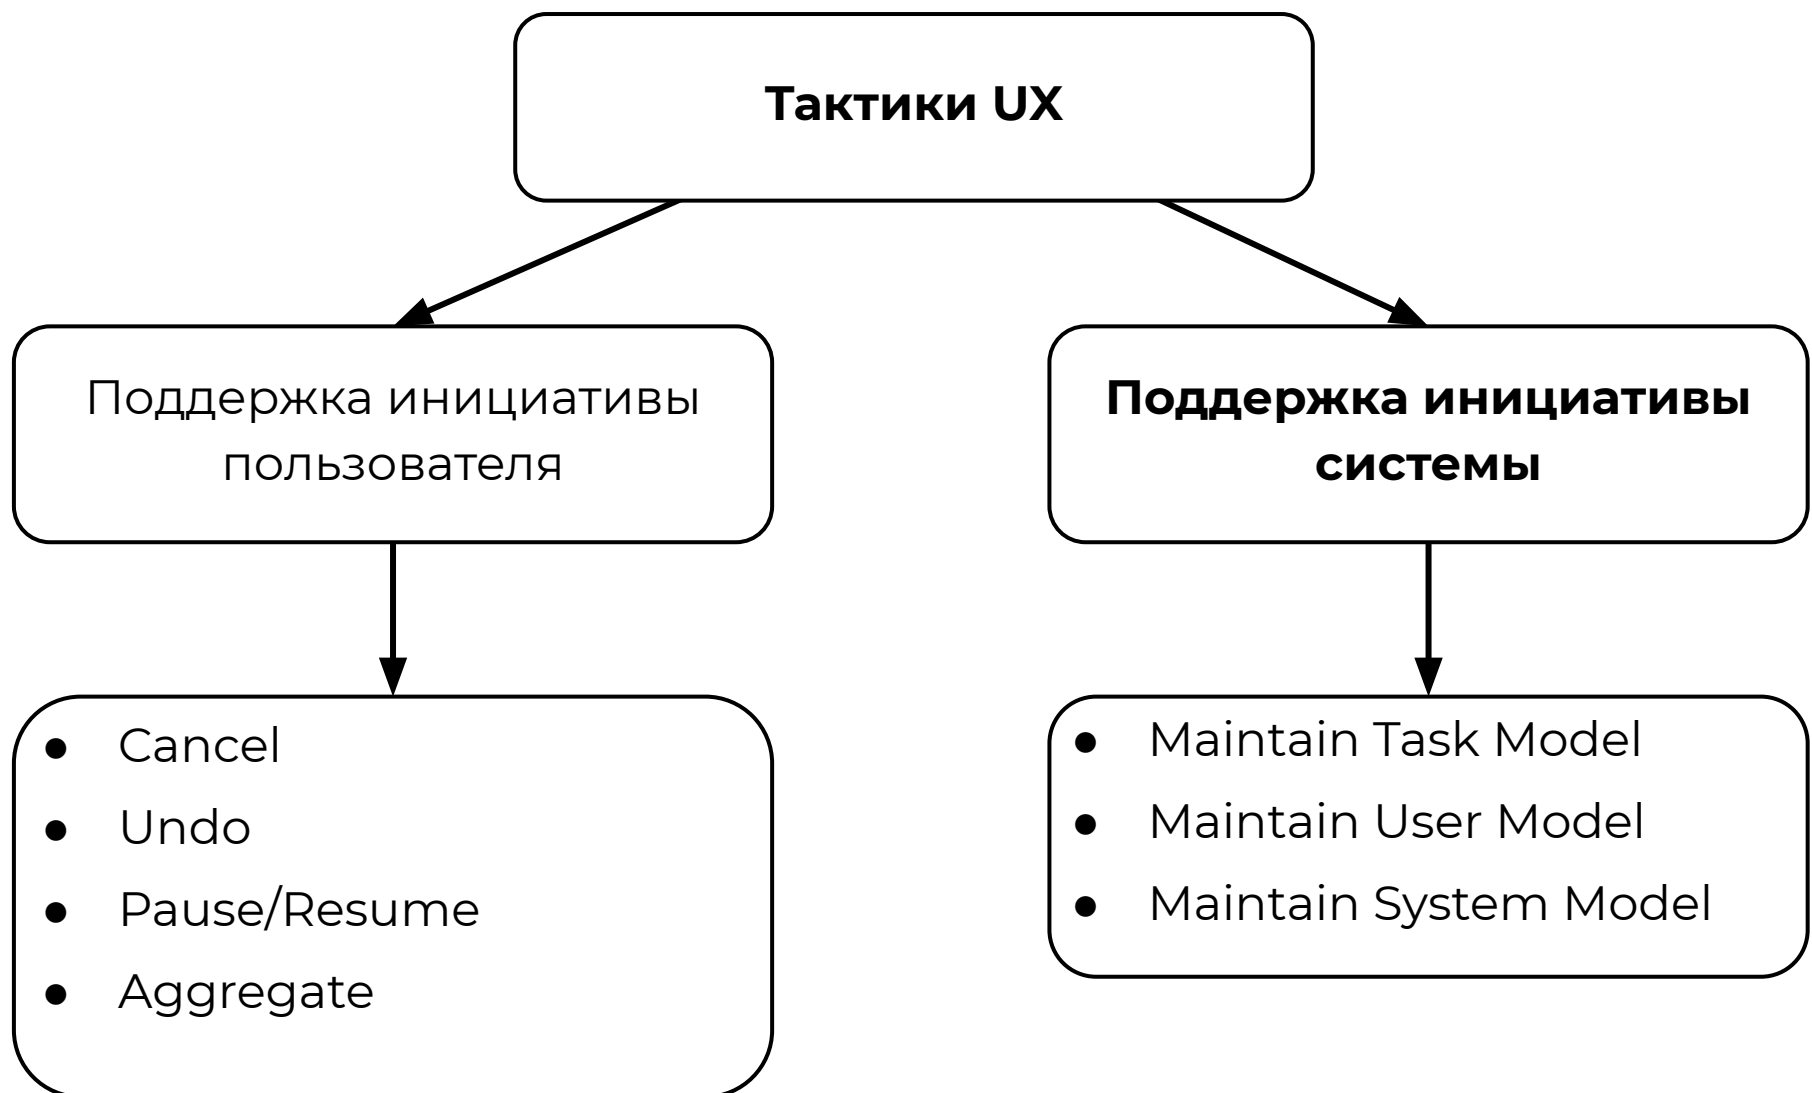 Тактики UX
Поддержка инициативы
пользователя
Поддержка инициативы
системы
● Cancel
● Undo
● Pause/Resume
● Aggregate
● Maintain Task Model
● Maintain User Model
● Maintain System Model